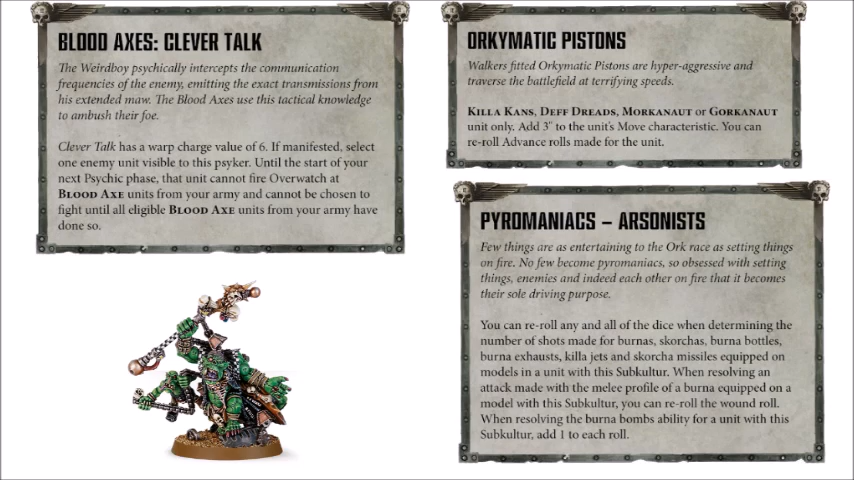 BLOOD AXES: CLEVER TALK
The Weirdboy psychically intercepts the communication
frequencies of the enemy, emitting the exact transmissions from
his extended maw. The Blood Axes use this tactical knowledge
to ambush their foe.
Clever Talk has a warp charge value of 6. If manifested, select
one enemy unit visible to this psyker. Until the start of your
next Psychic phase, that unit cannot fire Overwatch at
BLOOD AXE units from your army and cannot be chosen to
fight until all eligible BLOOD AXE units from your army have
done so.
ORKYMATIC PISTONS
Walkers fitted Orkymatic Pistons are hyper-aggressive and
traverse the battlefield at terrifying speeds.
KILLA KANS, DEFF DREADS, MORKANAUT or GORKANAUT
unit only. Add 3" to the unit's Move characteristic. You can
re-roll Advance rolls made for the unit.
PYROMANIACS – ARSONISTS
Few things are as entertaining to the Ork race as setting things
on fire. No few become pyromaniacs, so obsessed with setting
things, enemies and indeed each other on fire that it becomes
their sole driving purpose.
You can re-roll any and all of the dice when determining the
number of shots made for burnas, skorchas, burna bottles,
burna exhausts, killa jets and skorcha missiles equipped on
models in a unit with this Subkultur. When resolving an
attack made with the melee profile of a burna equipped on a
model with this Subkultur, you can re-roll the wound roll.
When resolving the burna bombs ability for a unit with this
Subkultur, add 1 to each roll.